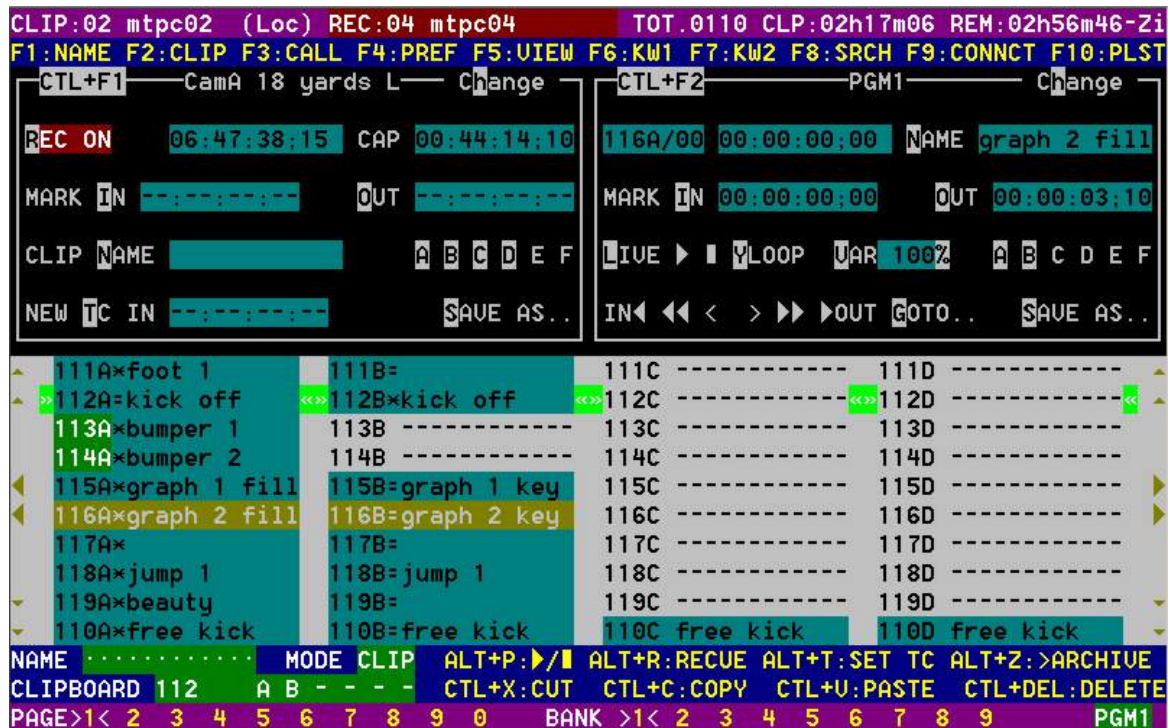 CLIP:02 mtpc02 (Loc) REC:04 mtpc04 TOT.0110 CLP:02h17m06 REM:02h56m46-Zi
F1:NAME F2:CLIP F3:CALL F4:PREF F5:VIEW F6:KW1 F7:KW2 F8:SRCH F9:CONNCT F10:PLST
CTL+F1 CamA 18 yards L Change CTL+F2 PGM1 Change
REC ON 06:47:38:15 CAP 00:44:14;10 116A/00 00:00:00;00 NAME graph 2 fill
MARK IN --:--:--:-- OUT --:--:--:-- MARK IN 00:00:00;00 OUT 00:00:03;10
CLIP NAME A B C D E F LIVE ▶ ▮ YLOOP VAR 100% A B C D E F
NEW TC IN --:--:--:-- SAVE AS.. IN◀ ◀◀ < > ▶▶ ▶OUT GOTO.. SAVE AS..
111A*foot 1 111B= 111C ------------ 111D ------------
»112A=kick off «»112B*kick off «»112C ------------ «»112D ------------ «
113A*bumper 1 113B ------------ 113C ------------ 113D ------------
114A*bumper 2 114B ------------ 114C ------------ 114D ------------
115A*graph 1 fill 115B=graph 1 key 115C ------------ 115D ------------
116A*graph 2 fill 116B=graph 2 key 116C ------------ 116D ------------
117A* 117B= 117C ------------ 117D ------------
118A*jump 1 118B=jump 1 118C ------------ 118D ------------
119A*beauty 119B= 119C ------------ 119D ------------
110A*free kick 110B=free kick 110C free kick 110D free kick
NAME ············ MODE CLIP ALT+P:▶/▮ ALT+R:RECUE ALT+T:SET TC ALT+Z:>ARCHIVE
CLIPBOARD 112 A B - - - - CTL+X:CUT CTL+C:COPY CTL+V:PASTE CTL+DEL:DELETE
PAGE>1< 2 3 4 5 6 7 8 9 0 BANK >1< 2 3 4 5 6 7 8 9 PGM1